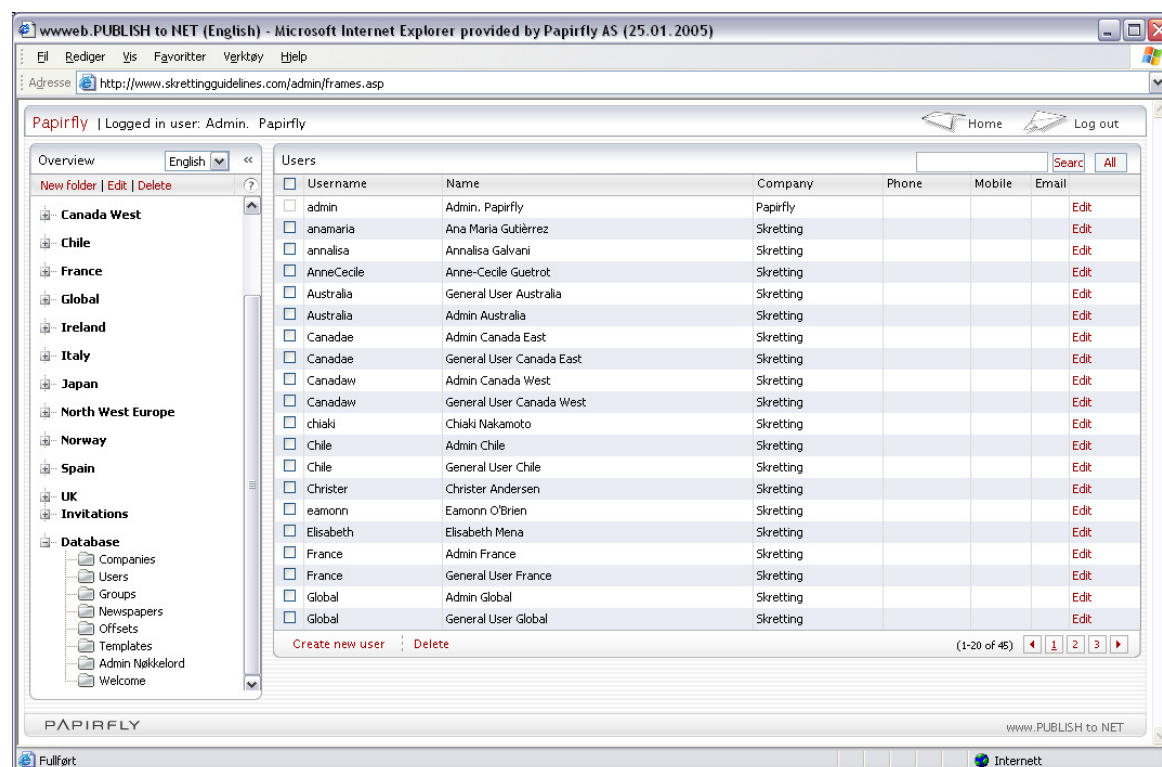 wwweb.PUBLISH to NET (English) - Microsoft Internet Explorer provided by Papirfly AS (25.01.2005)
Fil Rediger Vis Favoritter Verktøy Hjelp
Adresse http://www.skrettingguidelines.com/admin/frames.asp
Papirfly | Logged in user: Admin. Papirfly Home Log out
Overview English «
New folder | Edit | Delete ?
Canada West
Chile
France
Global
Ireland
Italy
Japan
North West Europe
Norway
Spain
UK
Invitations
Database
Companies
Users
Groups
Newspapers
Offsets
Templates
Admin Nøkkelord
Welcome
Users Searc All
Username Name Company Phone Mobile Email
admin Admin. Papirfly Papirfly Edit
anamaria Ana Maria Gutièrrez Skretting Edit
annalisa Annalisa Galvani Skretting Edit
AnneCecile Anne-Cecile Guetrot Skretting Edit
Australia General User Australia Skretting Edit
Australia Admin Australia Skretting Edit
Canadae Admin Canada East Skretting Edit
Canadae General User Canada East Skretting Edit
Canadaw Admin Canada West Skretting Edit
Canadaw General User Canada West Skretting Edit
chiaki Chiaki Nakamoto Skretting Edit
Chile Admin Chile Skretting Edit
Chile General User Chile Skretting Edit
Christer Christer Andersen Skretting Edit
eamonn Eamonn O'Brien Skretting Edit
Elisabeth Elisabeth Mena Skretting Edit
France Admin France Skretting Edit
France General User France Skretting Edit
Global Admin Global Skretting Edit
Global General User Global Skretting Edit
Create new user Delete (1-20 of 45) 1 2 3
PAPIRFLY www.PUBLISH to NET
Fullført Internett